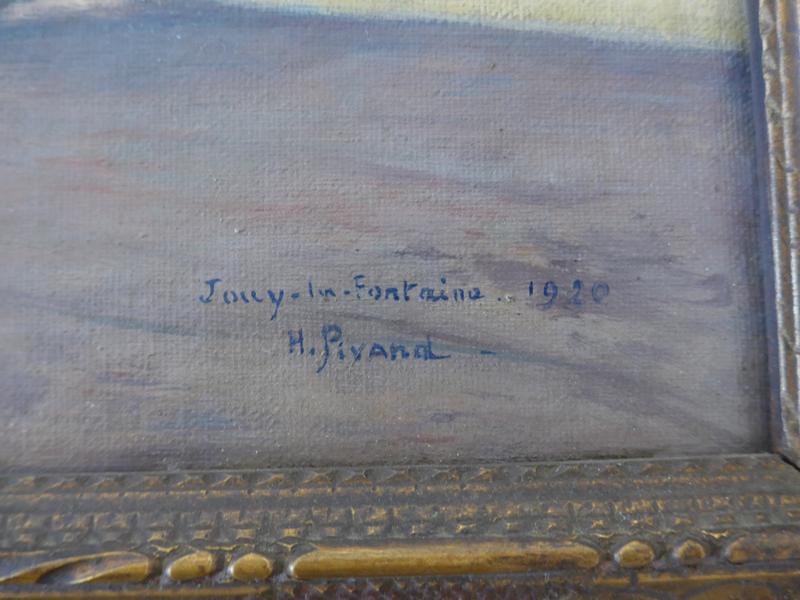 Jouy-la-Fontaine. 1920
H. Pivand -